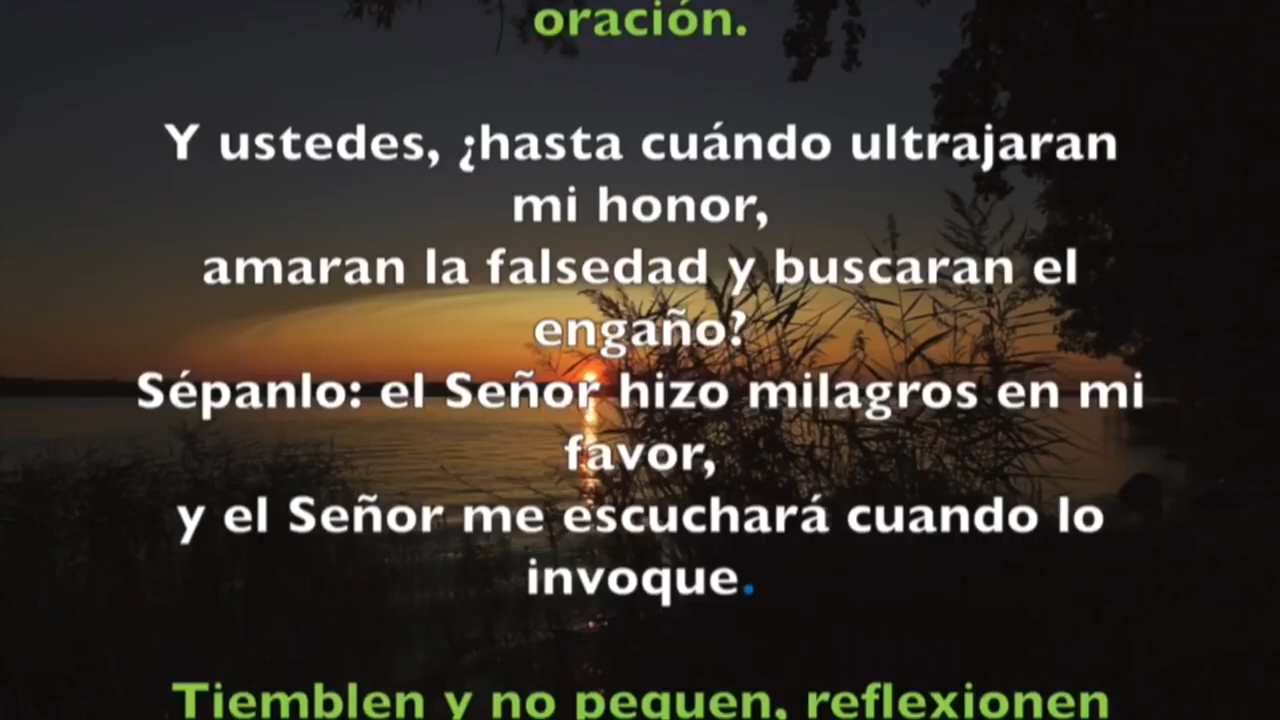 oración.
Y ustedes, ¿hasta cuándo ultrajaran
mi honor,
amaran la falsedad y buscaran el
engaño?
Sépanlo: el Señor hizo milagros en mi
favor,
y el Señor me escuchará cuando lo
invoque.
Tiemblen y no pequen, reflexionen